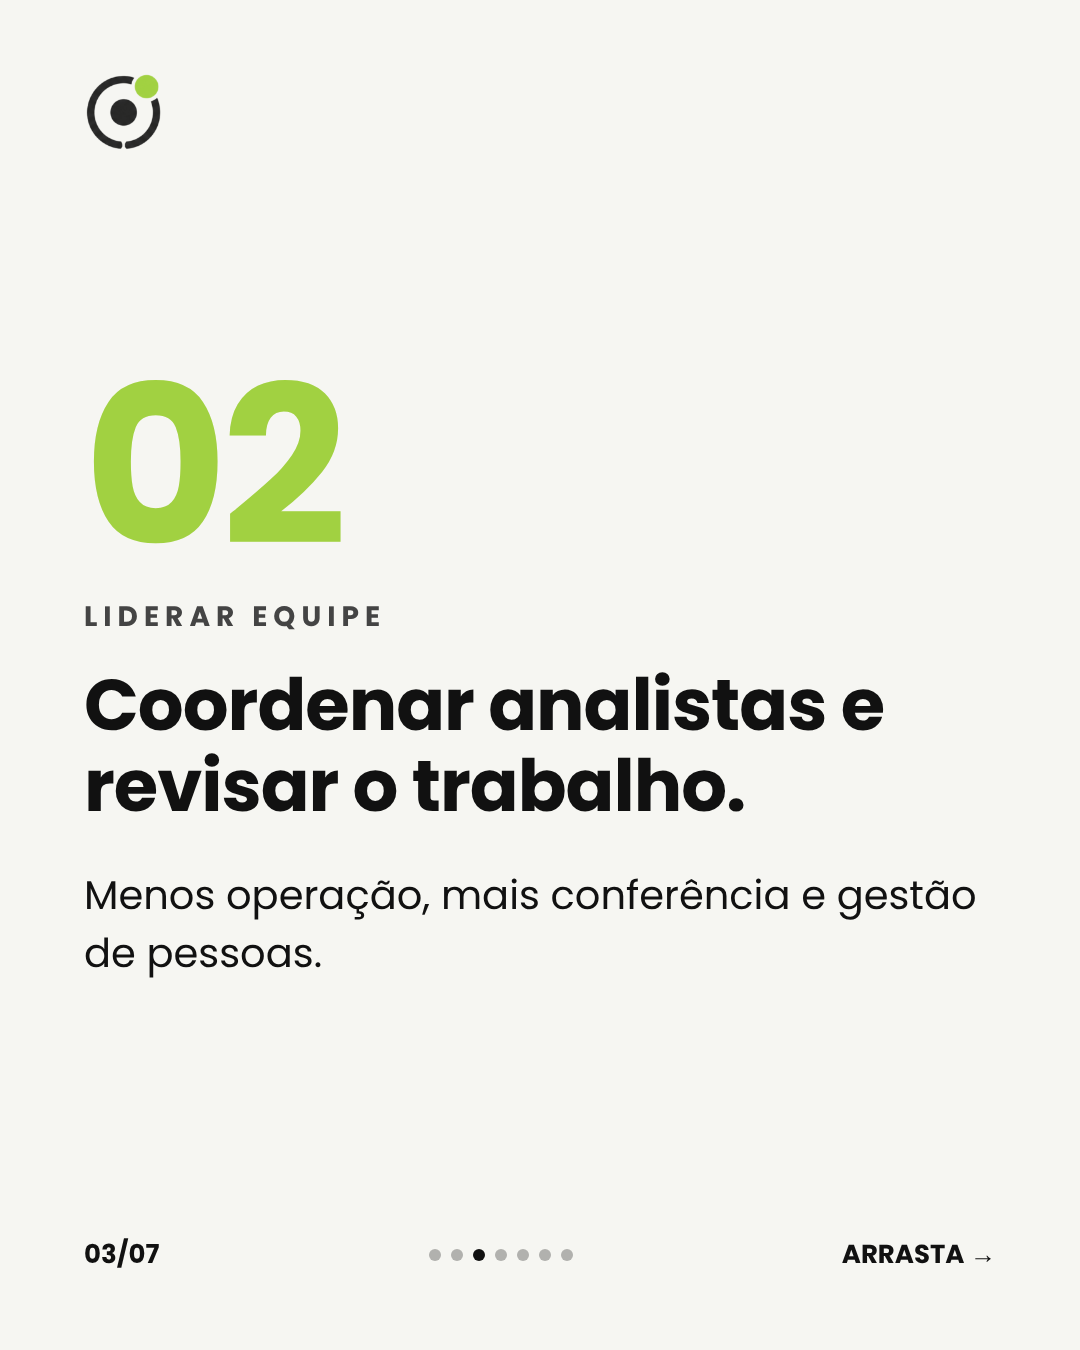 02
LIDERAR EQUIPE
Coordenar analistas e
revisar o trabalho.
Menos operação, mais conferência e gestão
de pessoas.
03/07
ARRASTA →